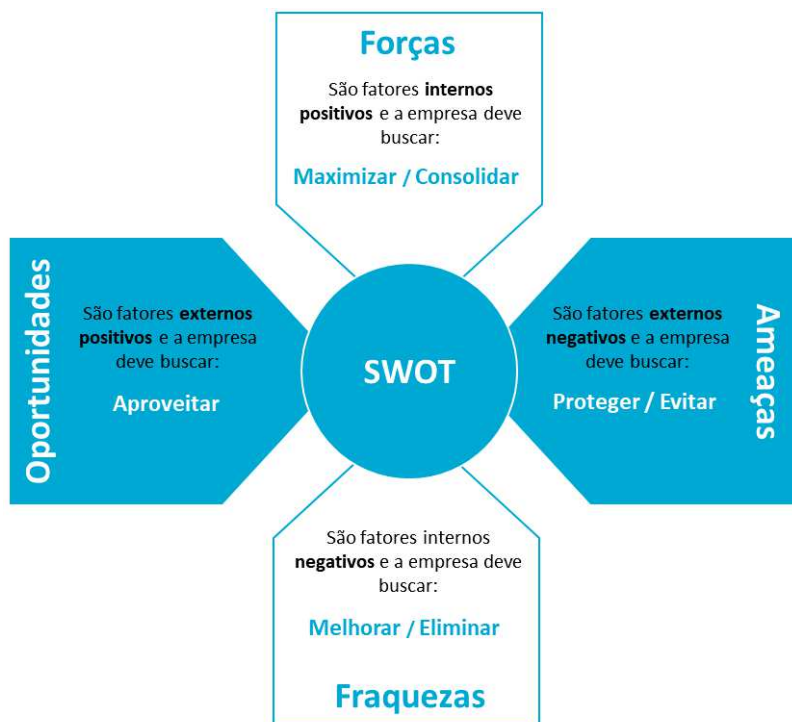 Forças
São fatores internos
positivos e a empresa deve
buscar:
Maximizar / Consolidar
Oportunidades
São fatores externos
positivos e a empresa
deve buscar:
Aproveitar
SWOT
São fatores externos
negativos e a empresa
deve buscar:
Proteger / Evitar
Ameaças
São fatores internos
negativos e a empresa deve
buscar:
Melhorar / Eliminar
Fraquezas